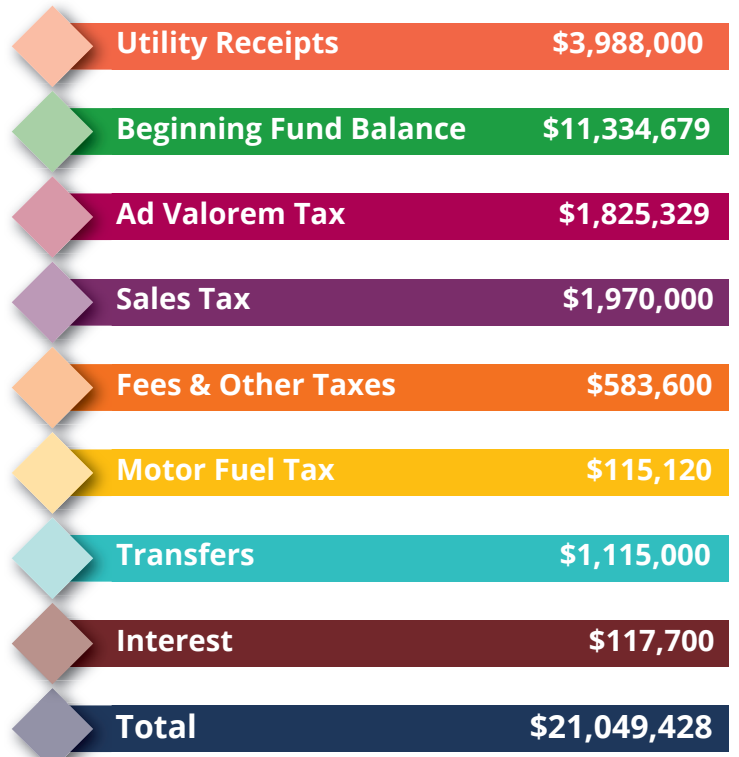 Utility Receipts $3,988,000
Beginning Fund Balance $11,334,679
Ad Valorem Tax $1,825,329
Sales Tax $1,970,000
Fees & Other Taxes $583,600
Motor Fuel Tax $115,120
Transfers $1,115,000
Interest $117,700
Total $21,049,428